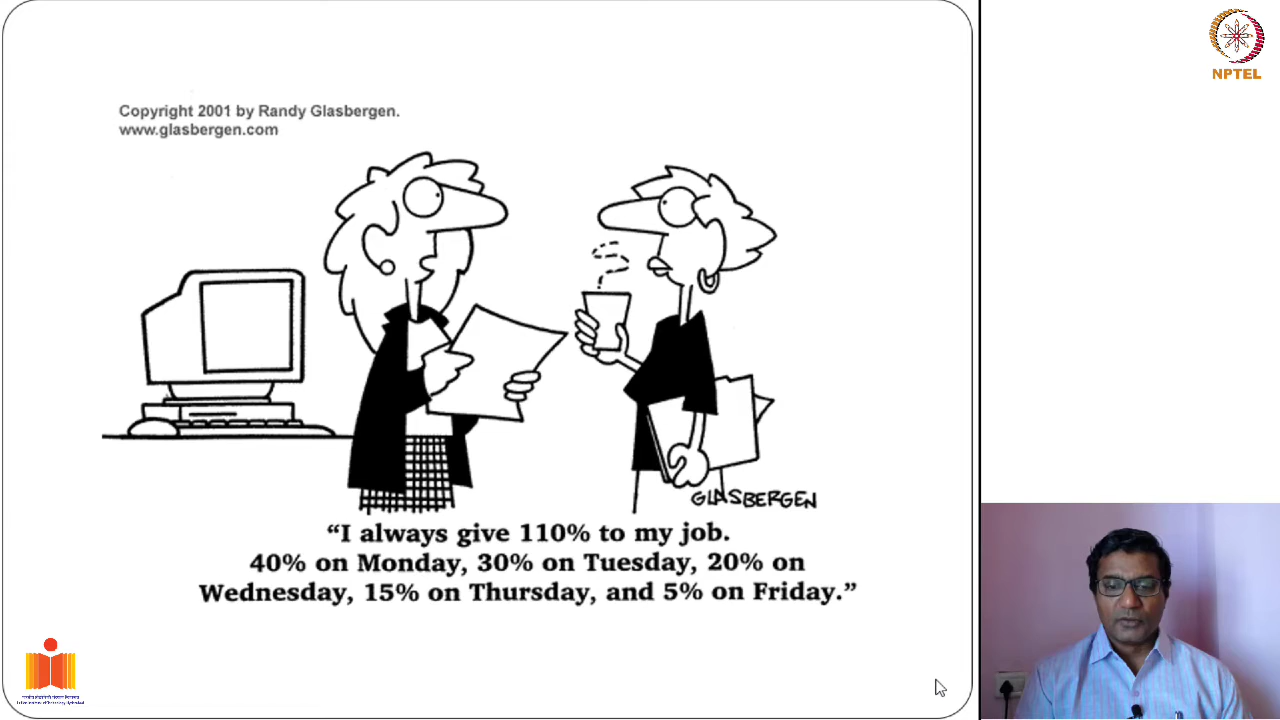 Copyright 2001 by Randy Glasbergen.
www.glasbergen.com
NPTEL
GLASBERGEN
“I always give 110% to my job.
40% on Monday, 30% on Tuesday, 20% on
Wednesday, 15% on Thursday, and 5% on Friday.”